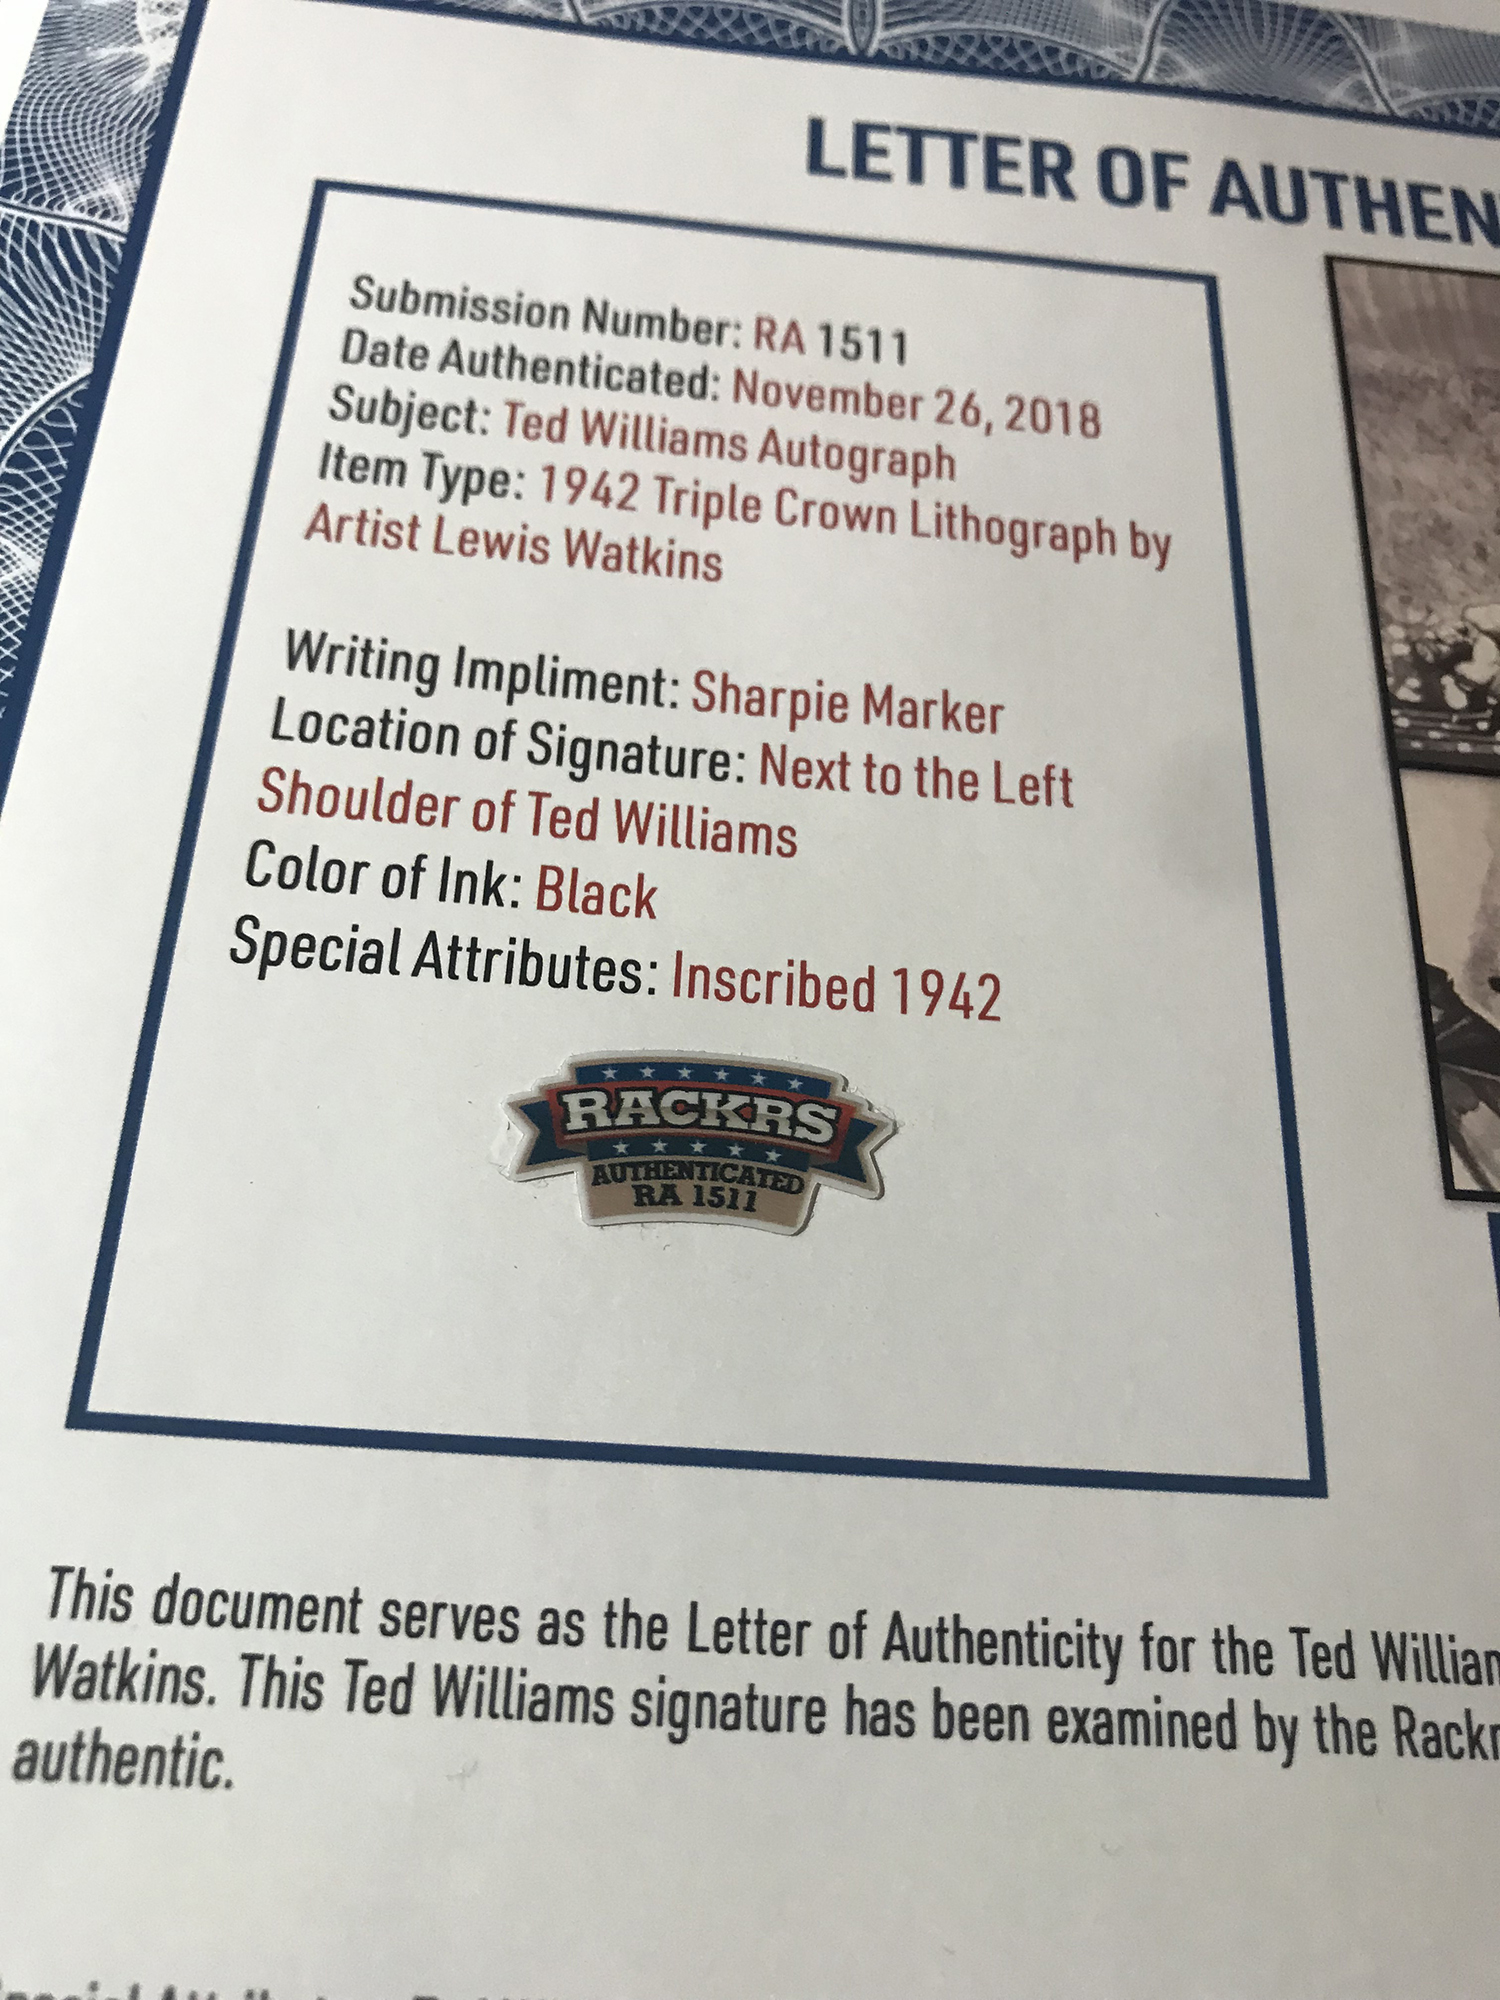 LETTER OF
Submission Number: RA 1511
Date Authenticated: November 26, 2018
Subject: Ted Williams Autograph
Item Type: 1942 Triple Crown Lithograph by
Artist Lewis Watkins
Writing Impliment: Sharpie Marker
Location of Signature: Next to the Left
Shoulder of Ted Williams
Color of Ink: Black
Special Attributes: Inscribed 1942
RACKRS
AUTHENTICATED
RA 1511
This document serves as the Letter of Authenticity for the Ted
Watkins. This Ted Williams signature has been examined by the
authentic.